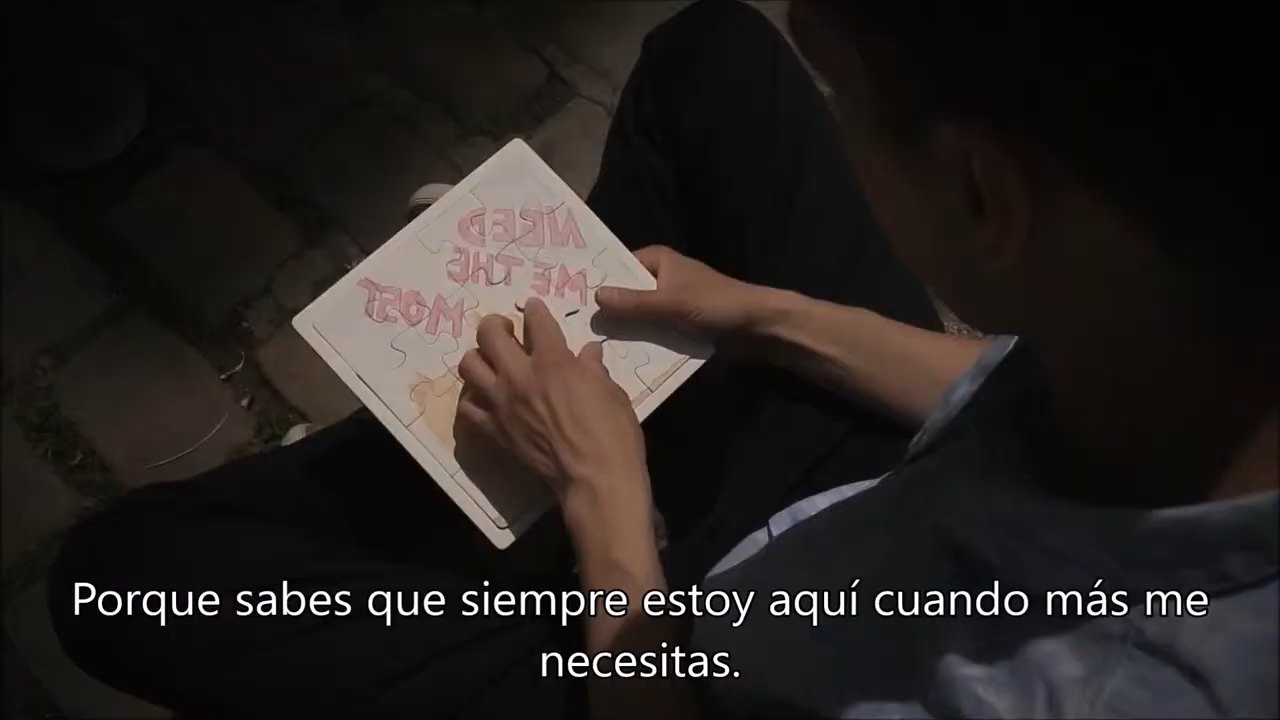 NEED
ME THE
MOST
Porque sabes que siempre estoy aquí cuando más me
necesitas.